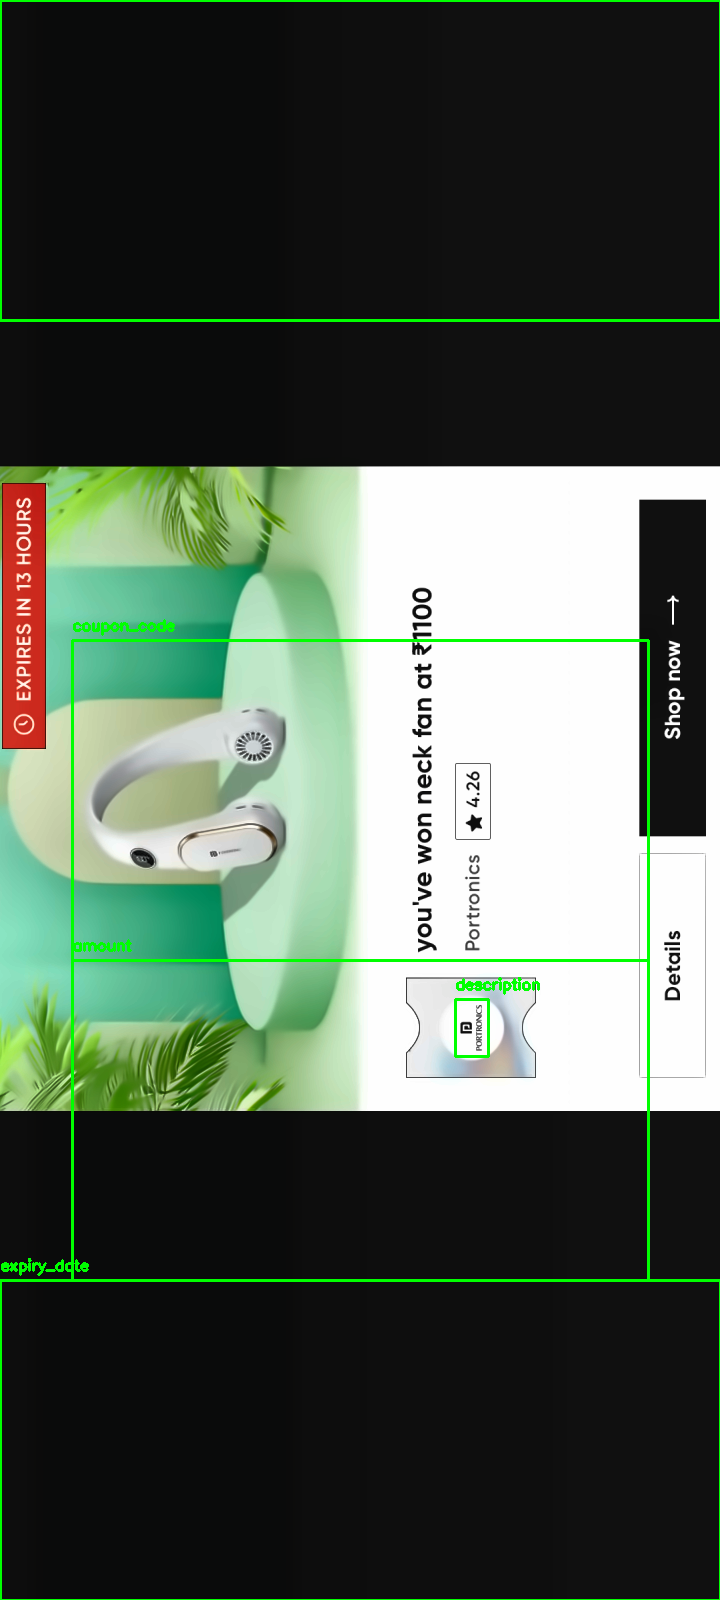 EXPIRES IN 13 HOURS
you've won neck fan at ₹1100
Portronics ★ 4.26
PORTRONICS
Details
Shop now →
coupon_code
amount
description
expiry_date